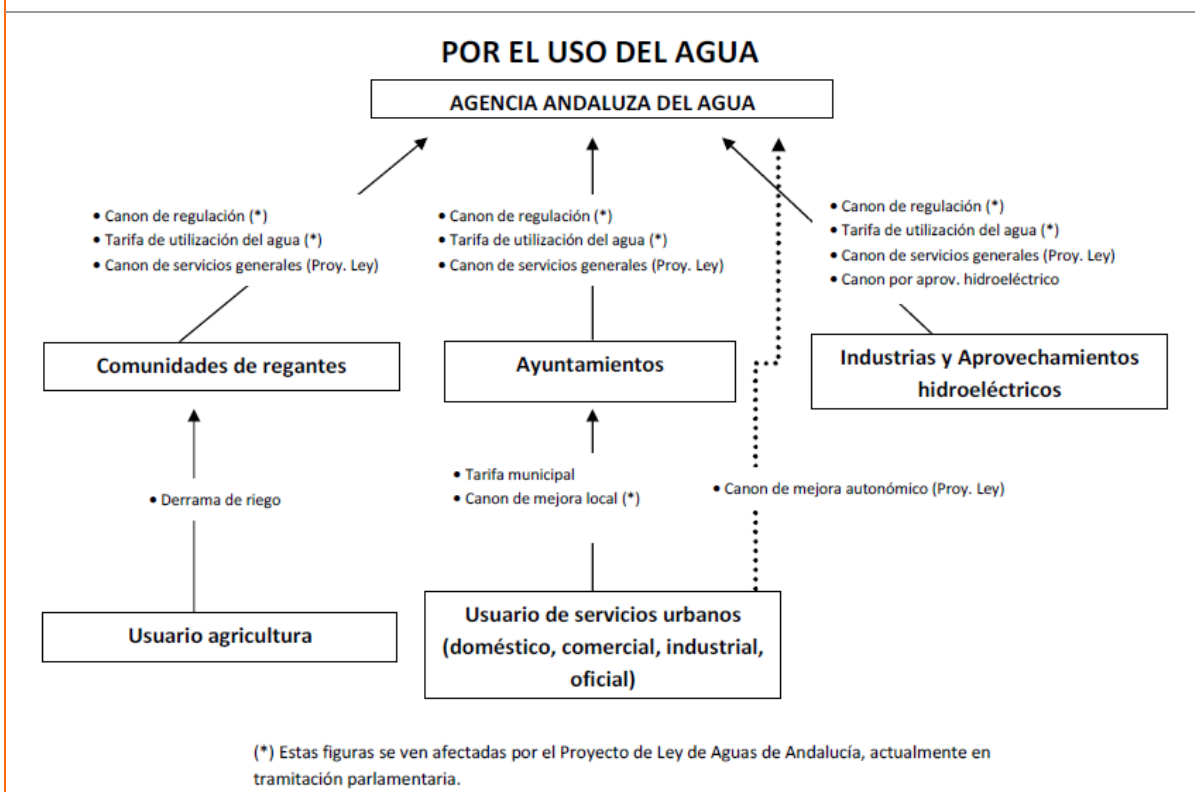 POR EL USO DEL AGUA
AGENCIA ANDALUZA DEL AGUA
• Canon de regulación (*)
• Tarifa de utilización del agua (*)
• Canon de servicios generales (Proy. Ley)
• Canon de regulación (*)
• Tarifa de utilización del agua (*)
• Canon de servicios generales (Proy. Ley)
• Canon de regulación (*)
• Tarifa de utilización del agua (*)
• Canon de servicios generales (Proy. Ley)
• Canon por aprov. hidroeléctrico
Comunidades de regantes
Ayuntamientos
Industrias y Aprovechamientos
hidroeléctricos
• Derrama de riego
• Tarifa municipal
• Canon de mejora local (*)
• Canon de mejora autonómico (Proy. Ley)
Usuario agricultura
Usuario de servicios urbanos
(doméstico, comercial, industrial,
oficial)
(*) Estas figuras se ven afectadas por el Proyecto de Ley de Aguas de Andalucía, actualmente en
tramitación parlamentaria.